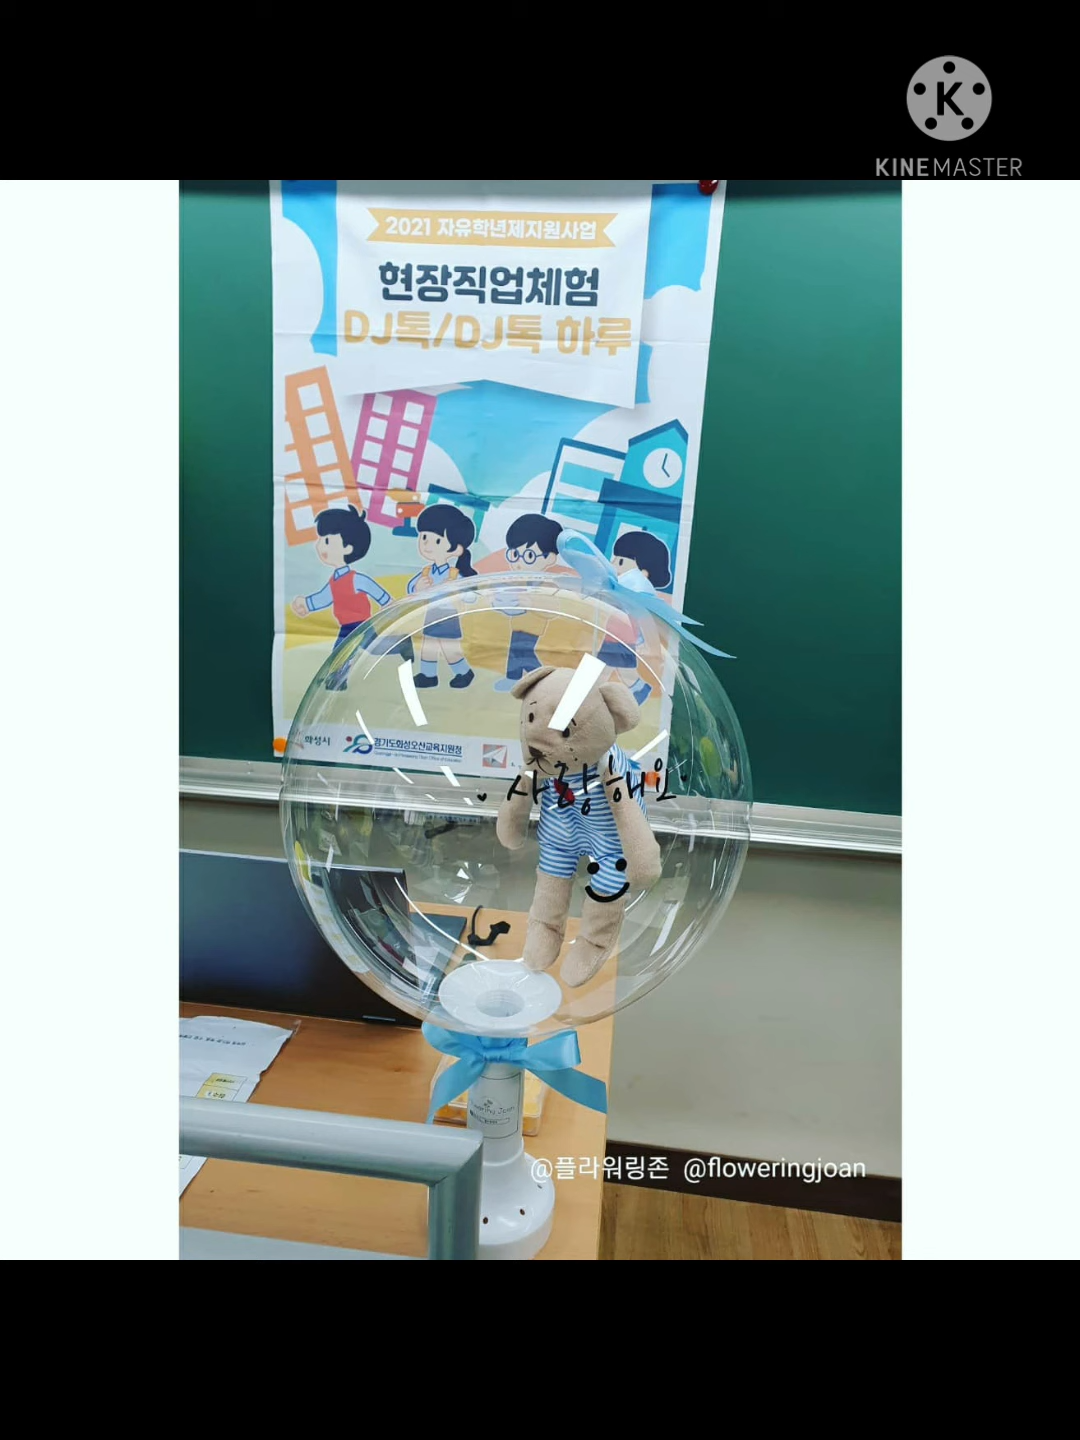 KINEMASTER
2021 자유학년제지원사업
현장직업체험
DJ톡/DJ톡 하루
화성시
경기도화성오산교육지원청
사랑해요
@플라워링존 @floweringjoan